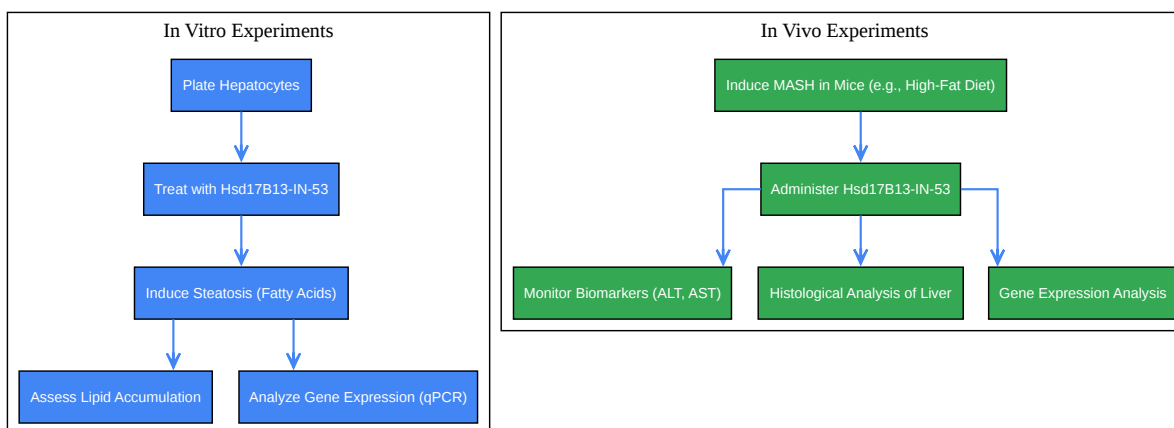 In Vitro Experiments
Plate Hepatocytes
Treat with Hsd17B13-IN-53
Induce Steatosis (Fatty Acids)
Assess Lipid Accumulation
Analyze Gene Expression (qPCR)
In Vivo Experiments
Induce MASH in Mice (e.g., High-Fat Diet)
Administer Hsd17B13-IN-53
Monitor Biomarkers (ALT, AST)
Histological Analysis of Liver
Gene Expression Analysis